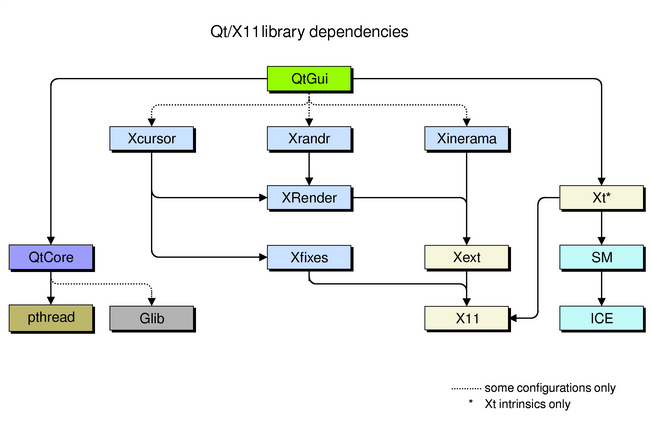 Qt/X11 library dependencies
QtGui
Xcursor
Xrandr
Xinerama
XRender
Xt*
QtCore
Xfixes
Xext
SM
pthread
Glib
X11
ICE
some configurations only
* Xt intrinsics only